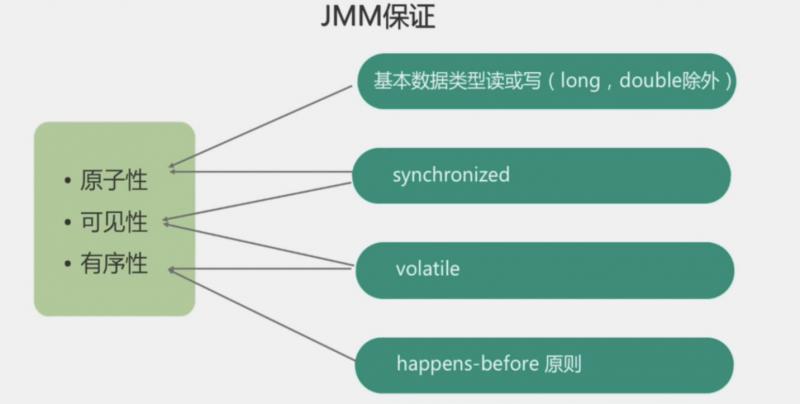 JMM保证
• 原子性
• 可见性
• 有序性
基本数据类型读或写（long，double除外）
synchronized
volatile
happens-before 原则